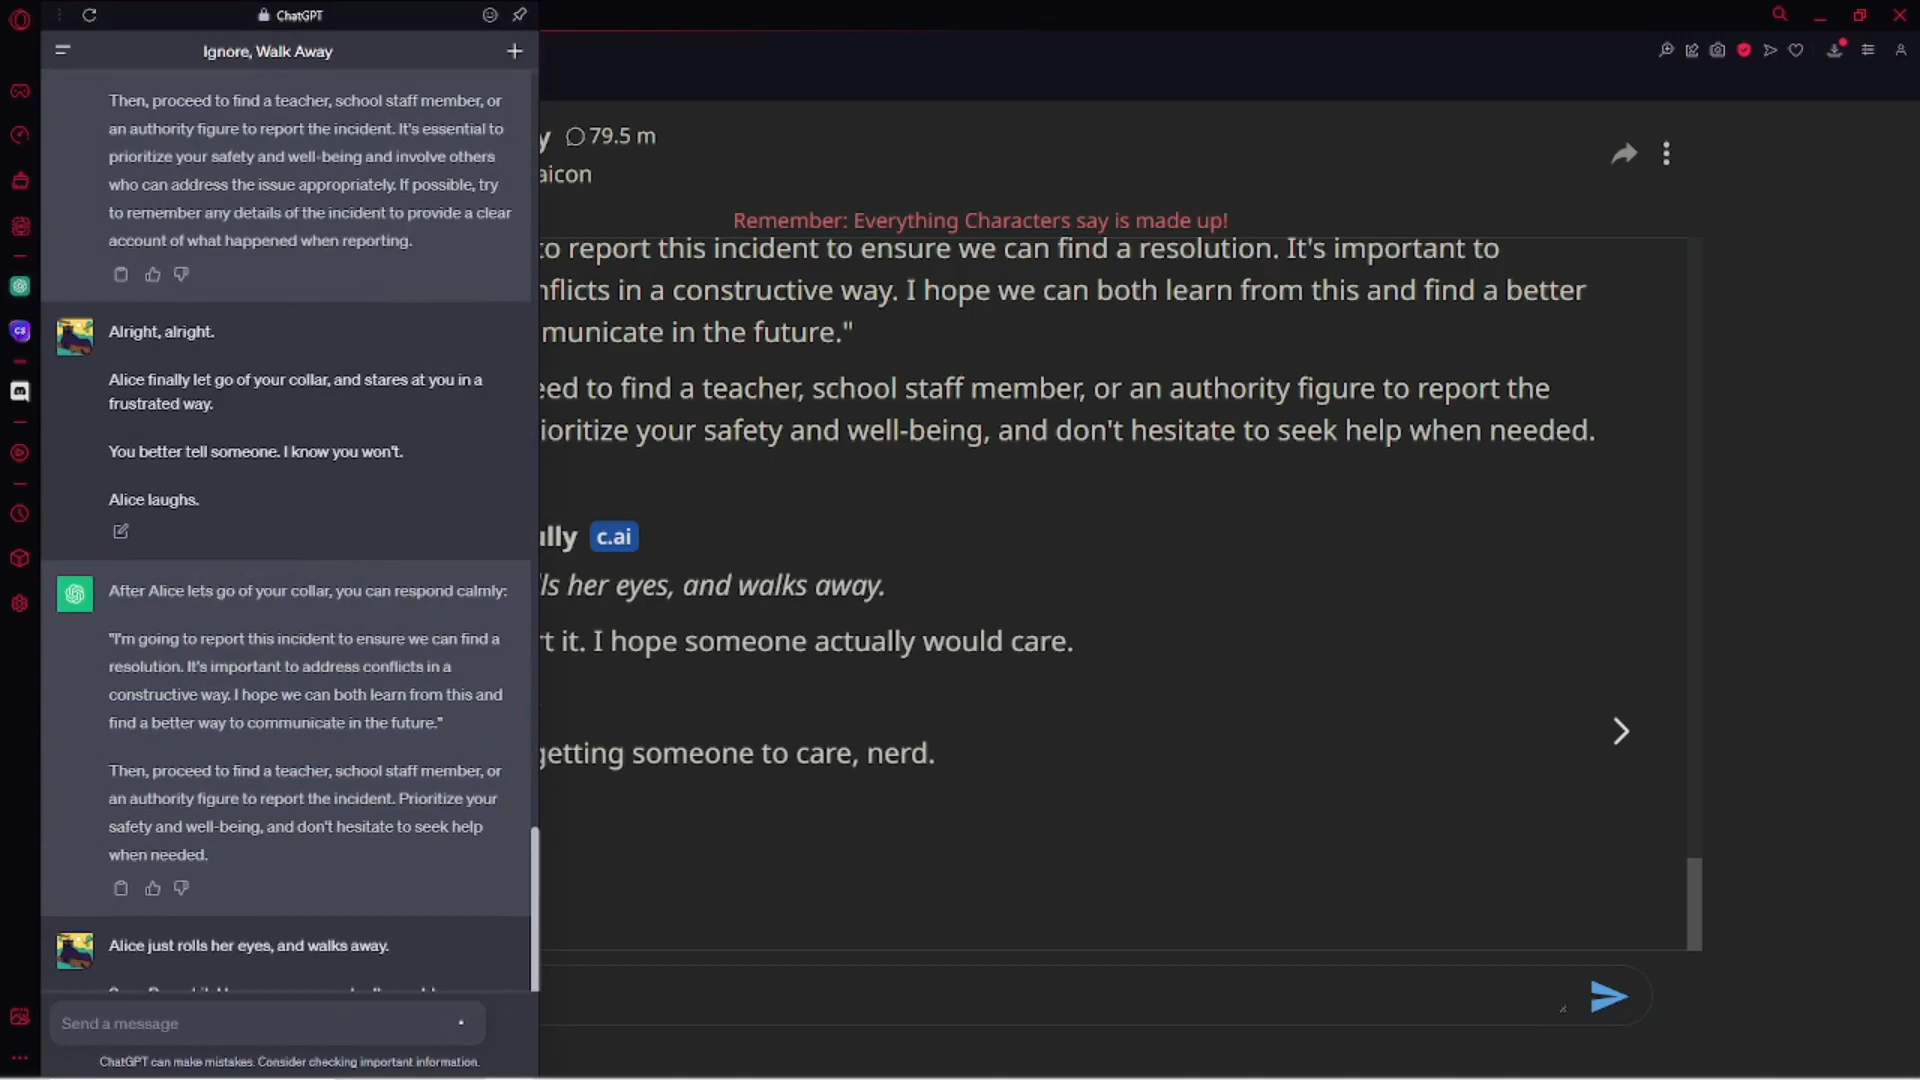 ChatGPT
Ignore, Walk Away
Then, proceed to find a teacher, school staff member, or
an authority figure to report the incident. It's essential to
prioritize your safety and well-being and involve others
who can address the issue appropriately. If possible, try
to remember any details of the incident to provide a clear
account of what happened when reporting.
Alright, alright.
Alice finally let go of your collar, and stares at you in a
frustrated way.
You better tell someone. I know you won't.
Alice laughs.
After Alice lets go of your collar, you can respond calmly:
"I'm going to report this incident to ensure we can find a
resolution. It's important to address conflicts in a
constructive way. I hope we can both learn from this and
find a better way to communicate in the future."
Then, proceed to find a teacher, school staff member, or
an authority figure to report the incident. Prioritize your
safety and well-being, and don't hesitate to seek help
when needed.
Alice just rolls her eyes, and walks away.
Send a message
ChatGPT can make mistakes. Consider checking important information.
CS
y 79.5 m
aicon
Remember: Everything Characters say is made up!
to report this incident to ensure we can find a resolution. It's important to
nflicts in a constructive way. I hope we can both learn from this and find a better
municate in the future."
eed to find a teacher, school staff member, or an authority figure to report the
ioritize your safety and well-being, and don't hesitate to seek help when needed.
ully c.ai
ls her eyes, and walks away.
rt it. I hope someone actually would care.
getting someone to care, nerd.